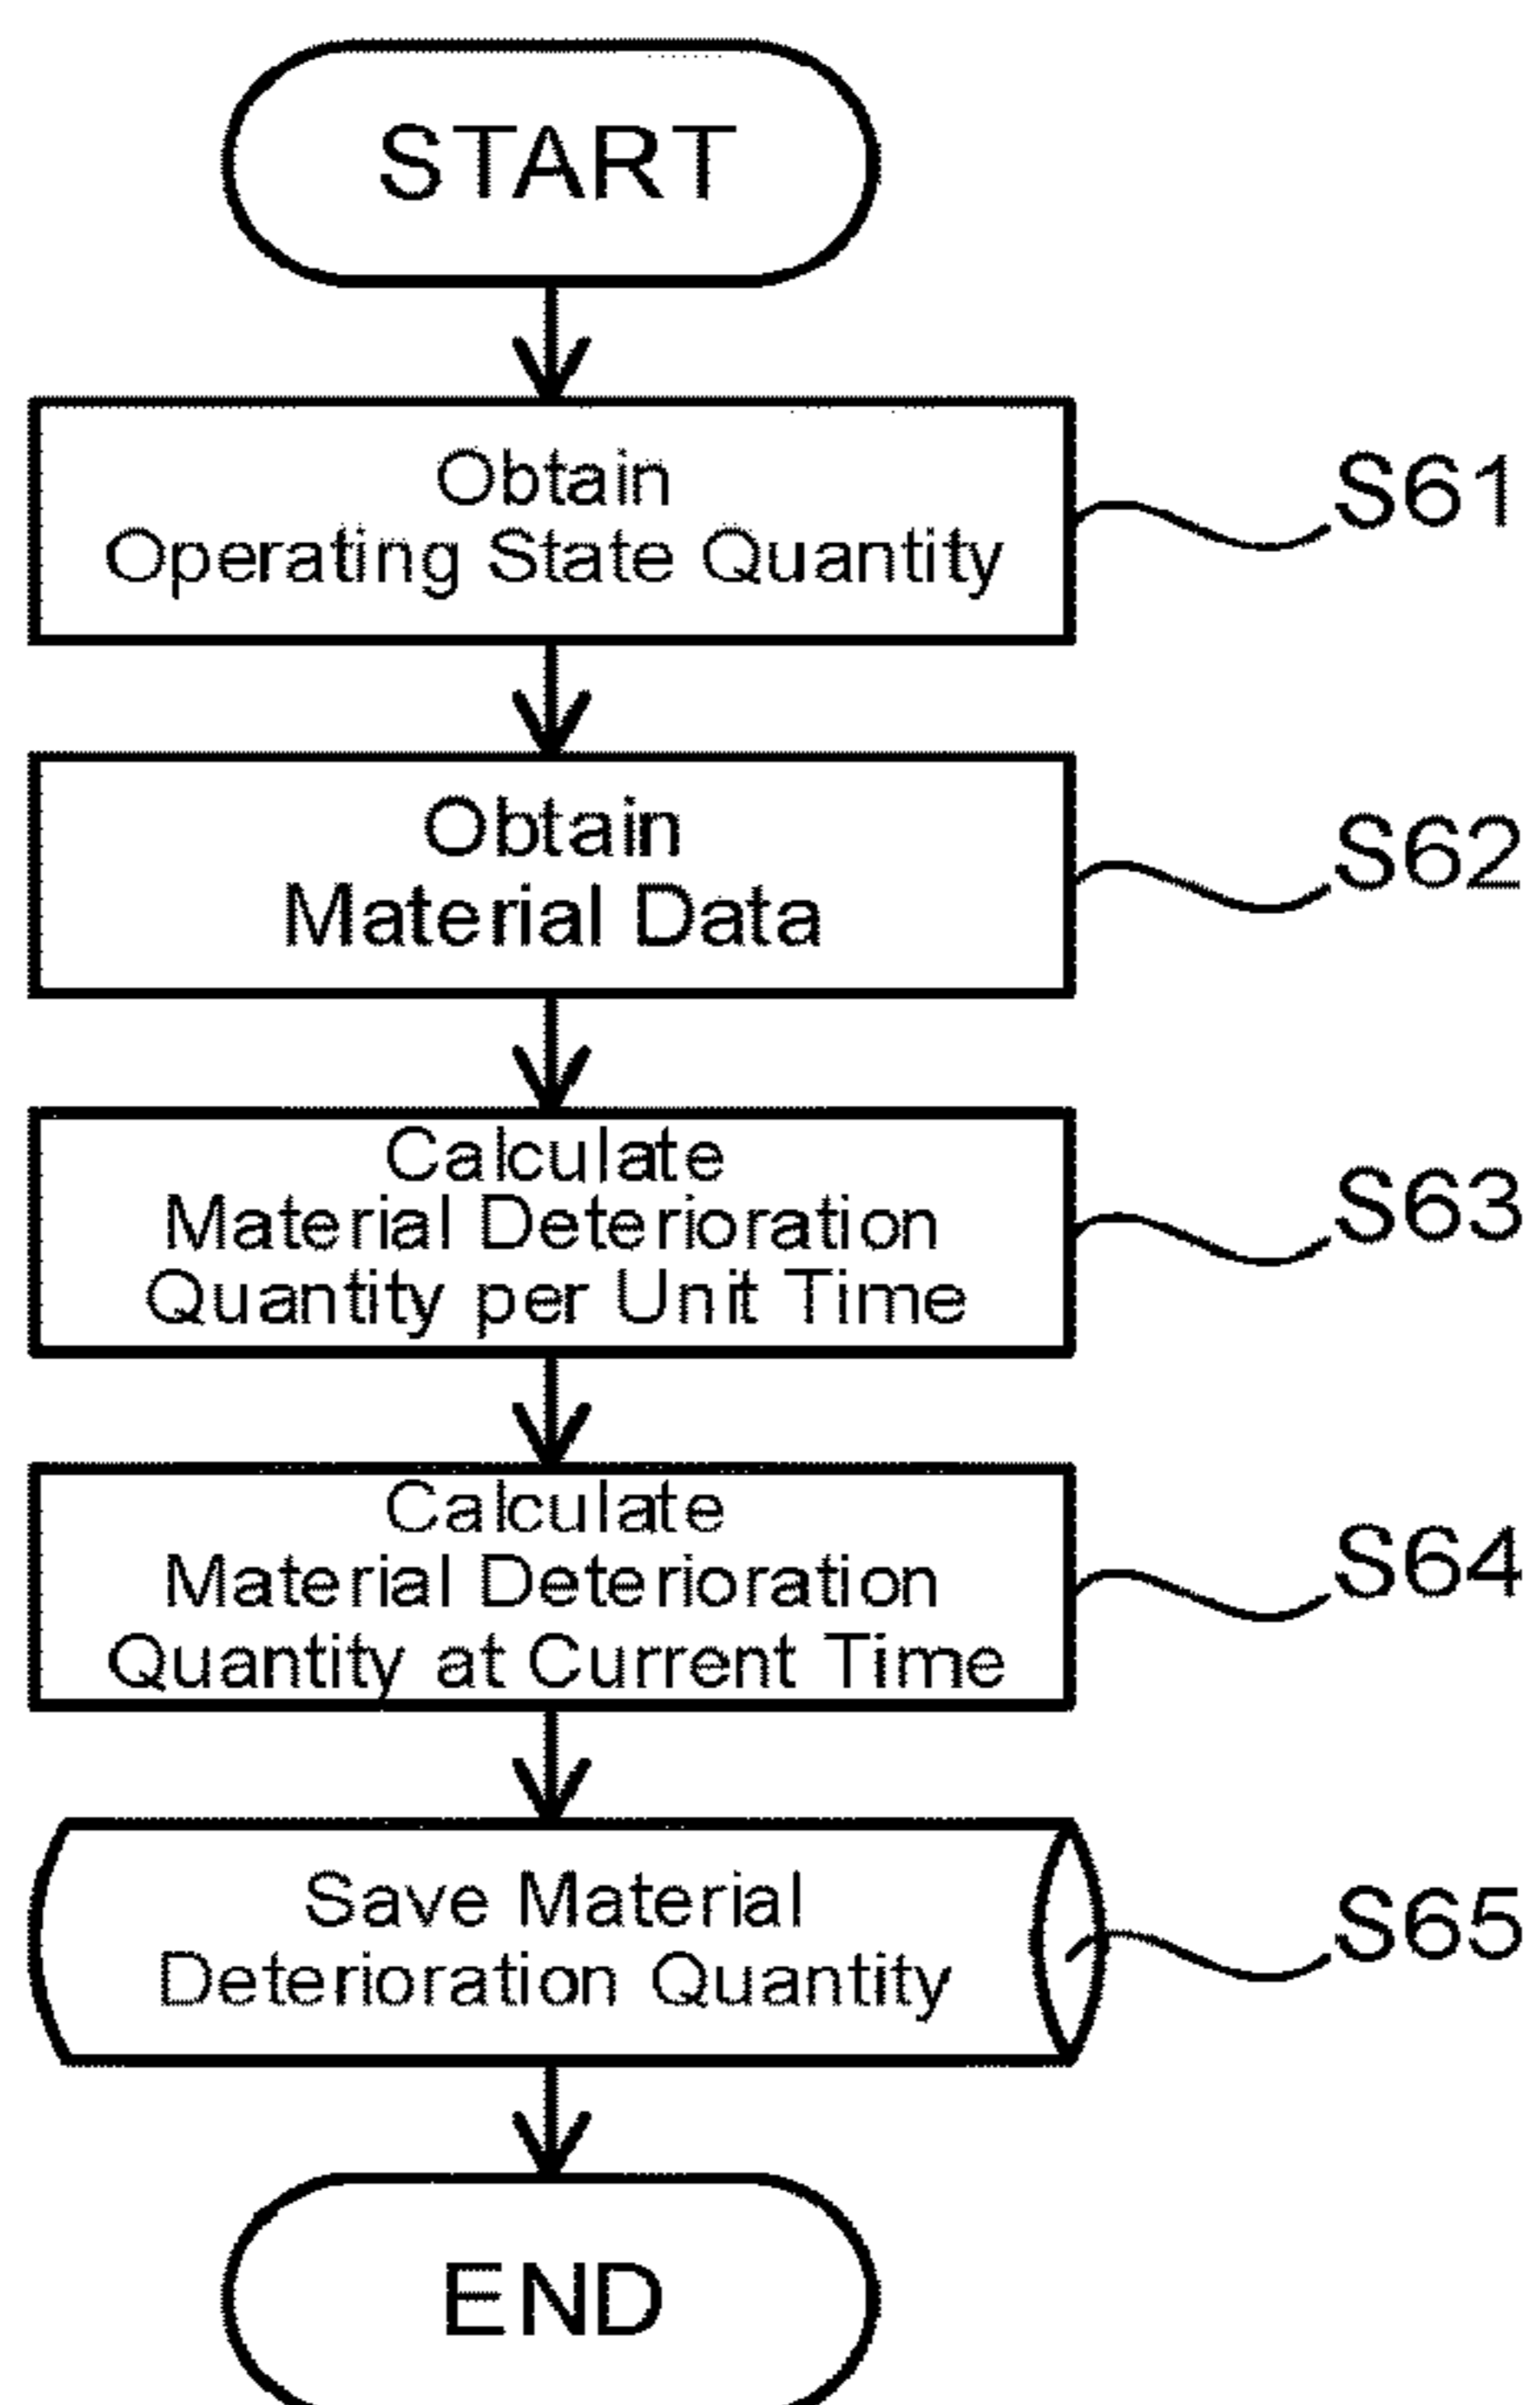 START
Obtain
Operating State Quantity
S61
Obtain
Material Data
S62
Calculate
Material Deterioration
Quantity per Unit Time
S63
Calculate
Material Deterioration
Quantity at Current Time
S64
Save Material
Deterioration Quantity
S65
END